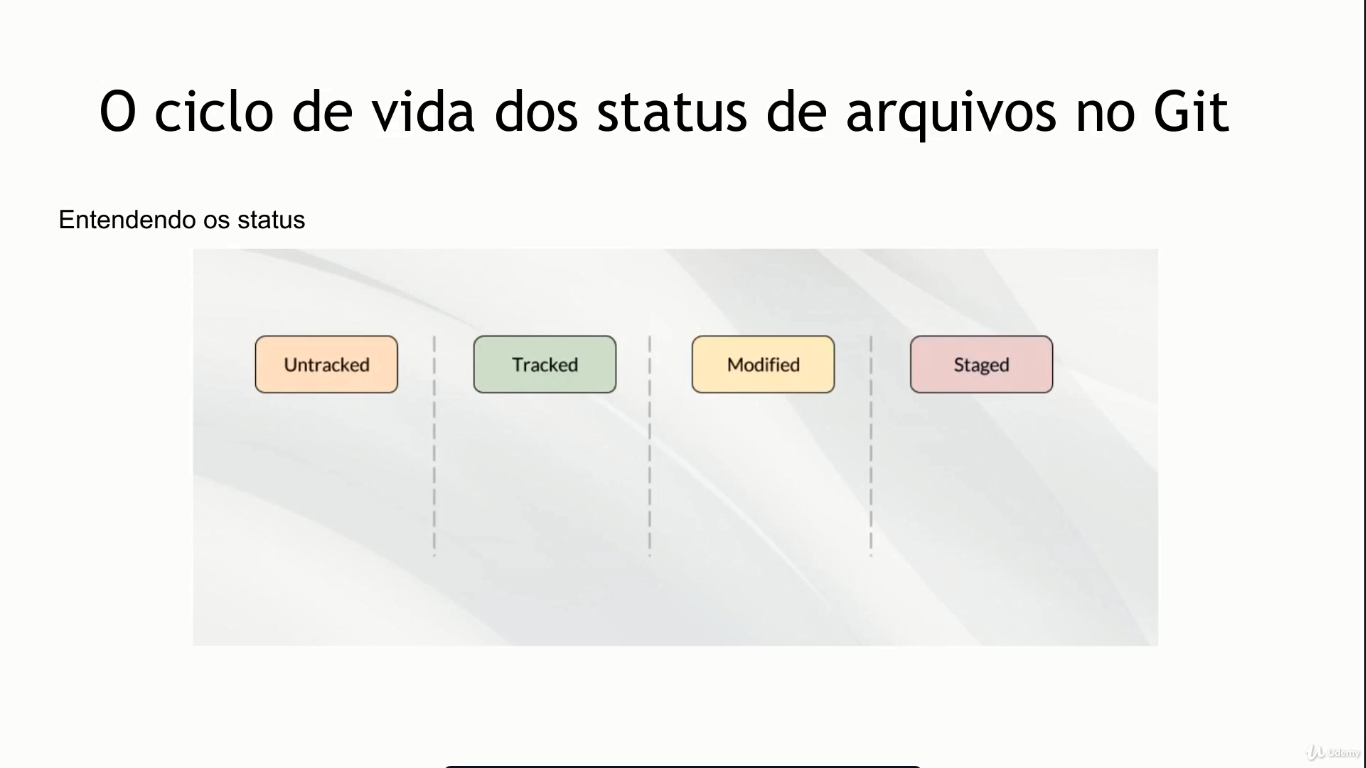 O ciclo de vida dos status de arquivos no Git
Entendendo os status
Untracked
Tracked
Modified
Staged
Udemy